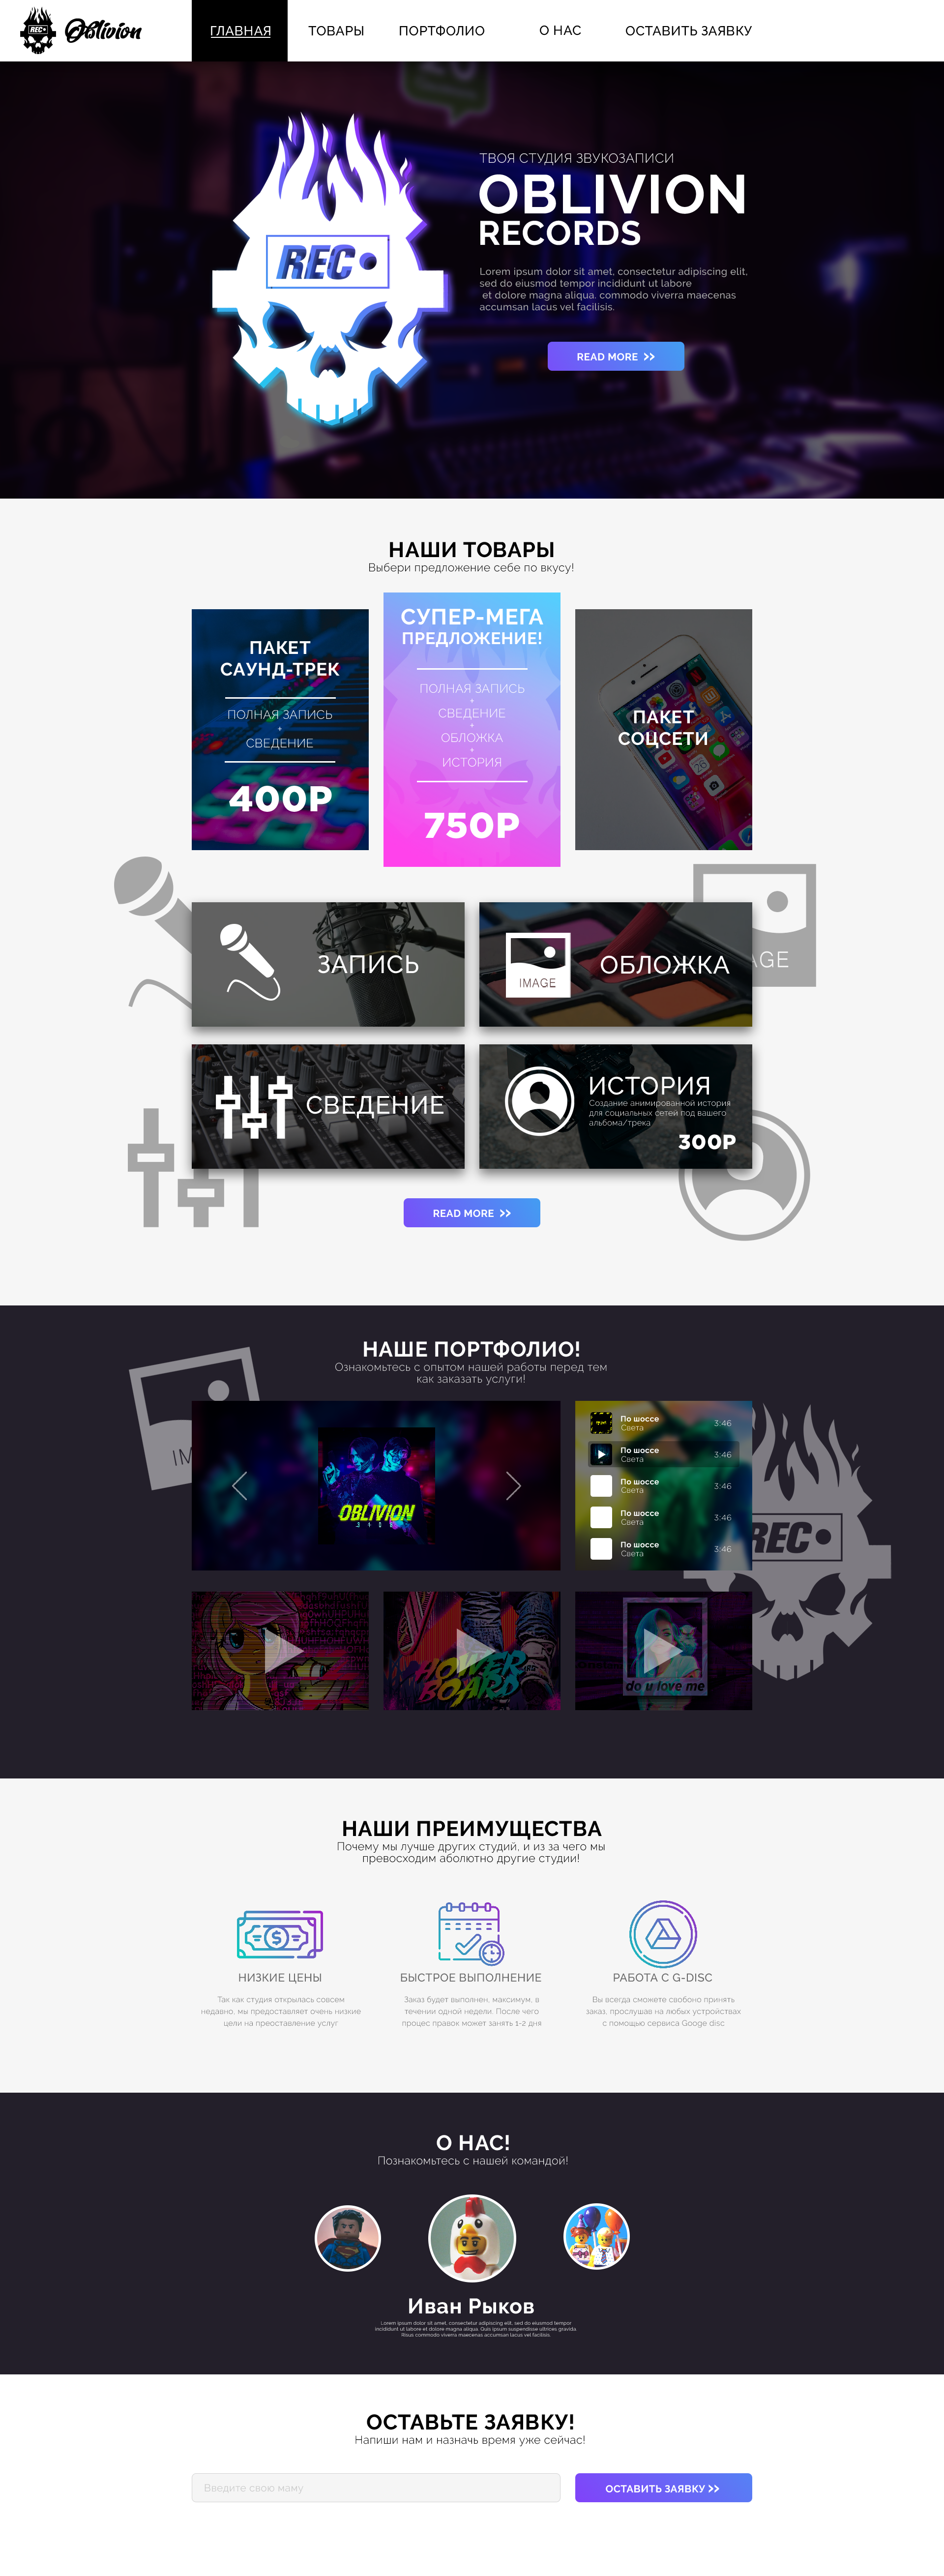 REC
Oblivion
ГЛАВНАЯ
ТОВАРЫ
ПОРТФОЛИО
О НАС
ОСТАВИТЬ ЗАЯВКУ
REC
ТВОЯ СТУДИЯ ЗВУКОЗАПИСИ
OBLIVION
RECORDS
Lorem ipsum dolor sit amet, consectetur adipiscing elit,
sed do eiusmod tempor incididunt ut labore
et dolore magna aliqua. commodo viverra maecenas
accumsan lacus vel facilisis.
READ MORE >>
НАШИ ТОВАРЫ
Выбери предложение себе по вкусу!
ПАКЕТ
САУНД-ТРЕК
ПОЛНАЯ ЗАПИСЬ
+
СВЕДЕНИЕ
400Р
СУПЕР-МЕГА
ПРЕДЛОЖЕНИЕ!
ПОЛНАЯ ЗАПИСЬ
+
СВЕДЕНИЕ
+
ОБЛОЖКА
+
ИСТОРИЯ
750Р
ПАКЕТ
СОЦСЕТИ
ЗАПИСЬ
IMAGE
ОБЛОЖКА
AGE
СВЕДЕНИЕ
ИСТОРИЯ
Создание анимированной история
для социальных сетей под вашего
альбома/трека
300Р
READ MORE >>
НАШЕ ПОРТФОЛИО!
Ознакомьтесь с опытом нашей работы перед тем
как заказать услуги!
IM
OBLIVION
По шоссе
Света
3:46
По шоссе
Света
3:46
По шоссе
Света
3:46
По шоссе
Света
3:46
По шоссе
Света
3:46
REC
HOWER
BOARD
do u love me
НАШИ ПРЕИМУЩЕСТВА
Почему мы лучше других студий, и из за чего мы
превосходим аболютно другие студии!
НИЗКИЕ ЦЕНЫ
Так как студия открылась совсем
недавно, мы предоставляет очень низкие
цели на преоставление услуг
БЫСТРОЕ ВЫПОЛНЕНИЕ
Заказ будет выполнен, максимум, в
течении одной недели. После чего
процес правок может занять 1-2 дня
РАБОТА С G-DISC
Вы всегда сможете свобоно принять
заказ, прослушав на любых устройствах
с помощью сервиса Googe disc
О НАС!
Познакомьтесь с нашей командой!
Иван Рыков
Lorem ipsum dolor sit amet, consectetur adipiscing elit, sed do eiusmod tempor
incididunt ut labore et dolore magna aliqua. Quis ipsum suspendisse ultrices gravida.
Risus commodo viverra maecenas accumsan lacus vel facilisis.
ОСТАВЬТЕ ЗАЯВКУ!
Напиши нам и назначь время уже сейчас!
Введите свою маму
ОСТАВИТЬ ЗАЯВКУ >>